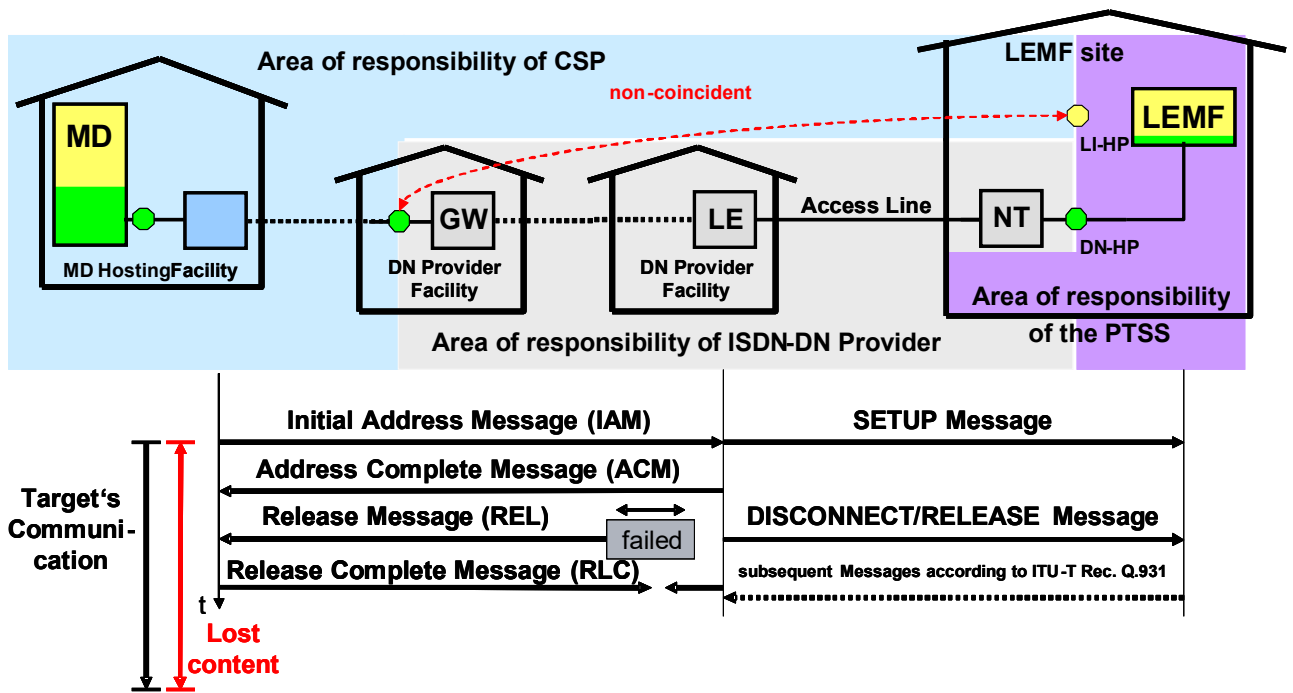 Area of responsibility of CSP
LEMF site
non-coincident
MD
LEMF
LI-HP
GW
LE
Access Line
NT
DN-HP
MD HostingFacility
DN Provider
Facility
DN Provider
Facility
Area of responsibility
of the PTSS
Area of responsibility of ISDN-DN Provider
Initial Address Message (IAM)
SETUP Message
Address Complete Message (ACM)
Target‘s
Communi-
cation
Release Message (REL)
failed
DISCONNECT/RELEASE Message
Release Complete Message (RLC)
subsequent Messages according to ITU-T Rec. Q.931
t
Lost
content